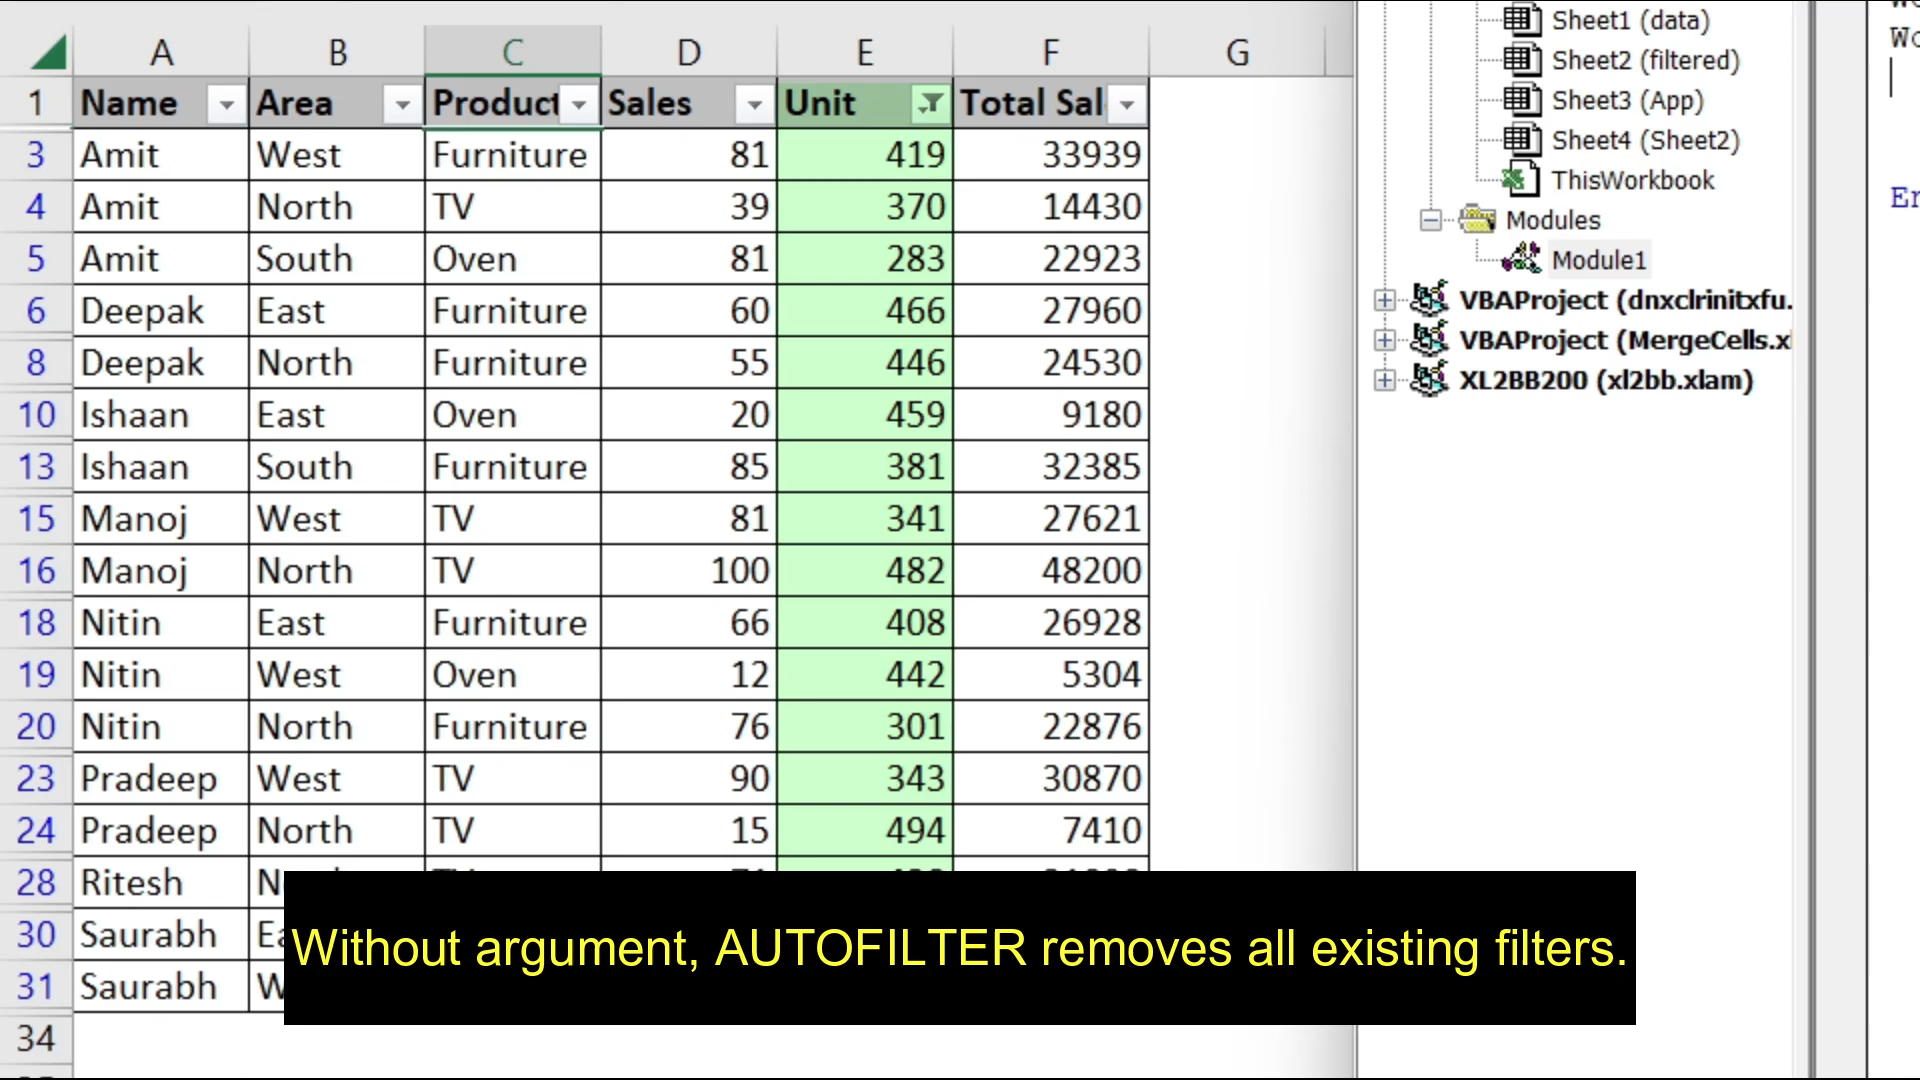 A B C D E F G
1 Name Area Product Sales Unit Total Sal
3 Amit West Furniture 81 419 33939
4 Amit North TV 39 370 14430
5 Amit South Oven 81 283 22923
6 Deepak East Furniture 60 466 27960
8 Deepak North Furniture 55 446 24530
10 Ishaan East Oven 20 459 9180
13 Ishaan South Furniture 85 381 32385
15 Manoj West TV 81 341 27621
16 Manoj North TV 100 482 48200
18 Nitin East Furniture 66 408 26928
19 Nitin West Oven 12 442 5304
20 Nitin North Furniture 76 301 22876
23 Pradeep West TV 90 343 30870
24 Pradeep North TV 15 494 7410
28 Ritesh
30 Saurabh
31 Saurabh
34
Without argument, AUTOFILTER removes all existing filters.
Sheet1 (data)
Sheet2 (filtered)
Sheet3 (App)
Sheet4 (Sheet2)
ThisWorkbook
Modules
Module1
VBAProject (dnxclrinitxfu.
VBAProject (MergeCells.xl
XL2BB200 (xl2bb.xlam)